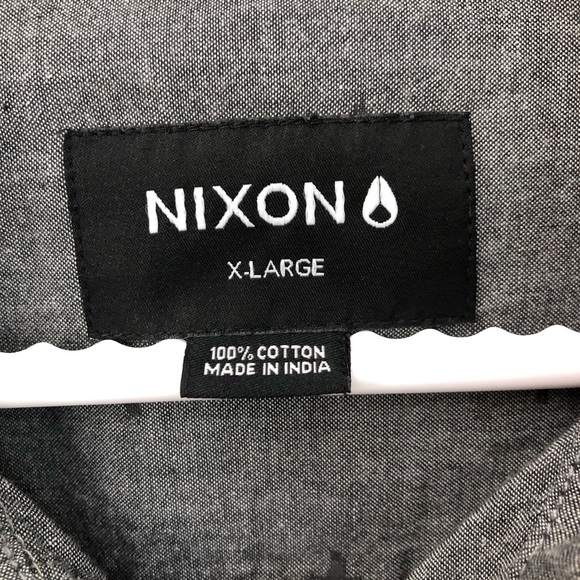 NIXON
X-LARGE
100% COTTON
MADE IN INDIA